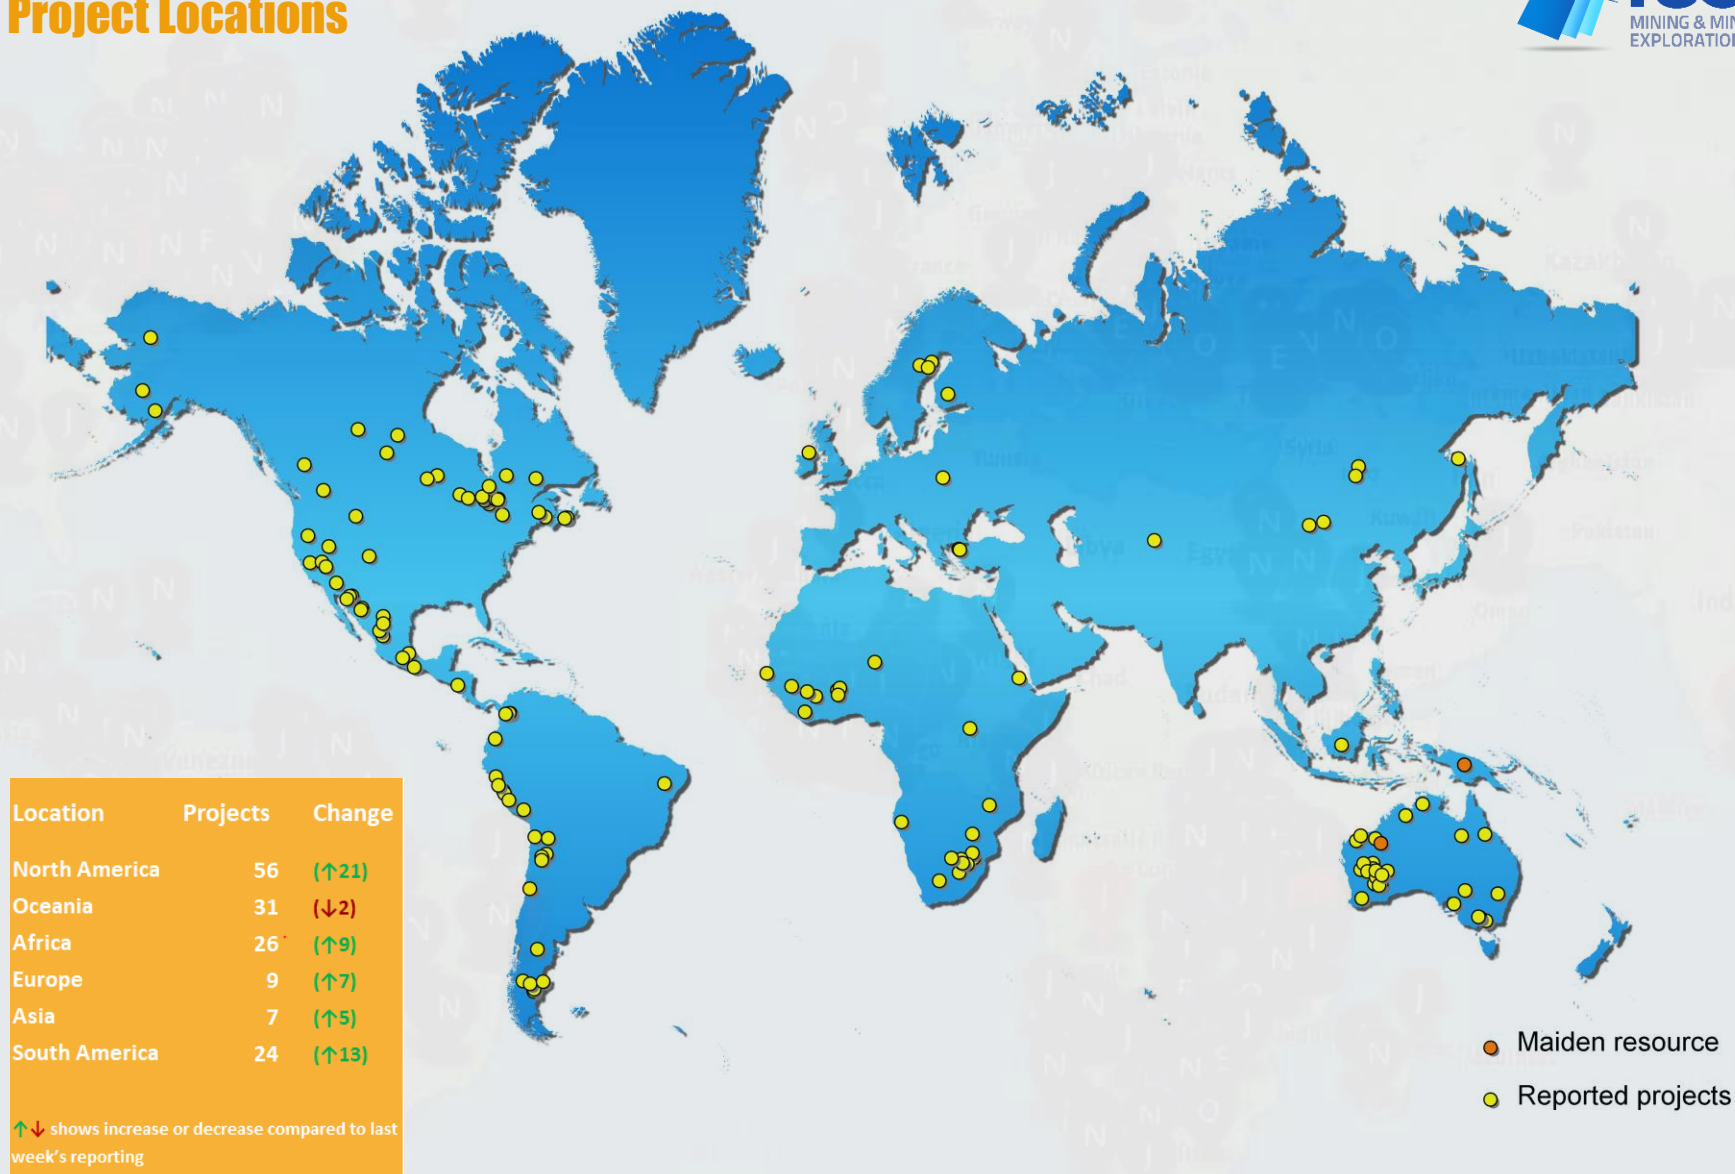 Project Locations
MINING & MIN
EXPLORATION
Location Projects Change
North America 56 (↑21)
Oceania 31 (↓2)
Africa 26 (↑9)
Europe 9 (↑7)
Asia 7 (↑5)
South America 24 (↑13)
↑↓ shows increase or decrease compared to last
week's reporting
Maiden resource
Reported projects